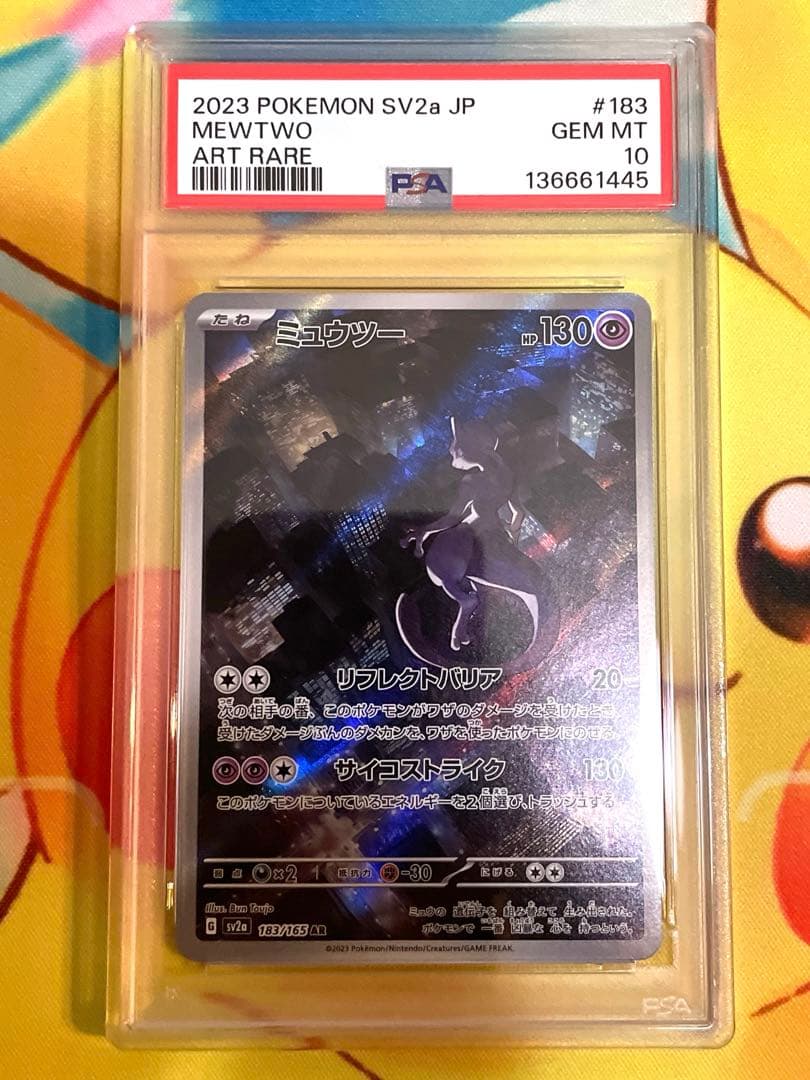 2023 POKEMON SV2a JP #183
MEWTWO GEM MT
ART RARE 10
PSA 136661445
たね ミュウツー HP130
リフレクトバリア 20
次の相手の番、このポケモンがワザのダメージを受けたとき、
受けたダメージぶんのダメカンを、ワザを使ったポケモンにのせる。
サイコストライク 130
このポケモンについているエネルギーを2個選び、トラッシュする。
弱点 ×2 抵抗力 -30 にげる
Illus. Bun Toujo
ミュウの 遺伝子を 組み替えて 生み出された。
G sv2a 183/165 AR
ポケモンで 一番 凶暴な 心を 持つという。
©2023 Pokémon/Nintendo/Creatures/GAME FREAK.
PSA